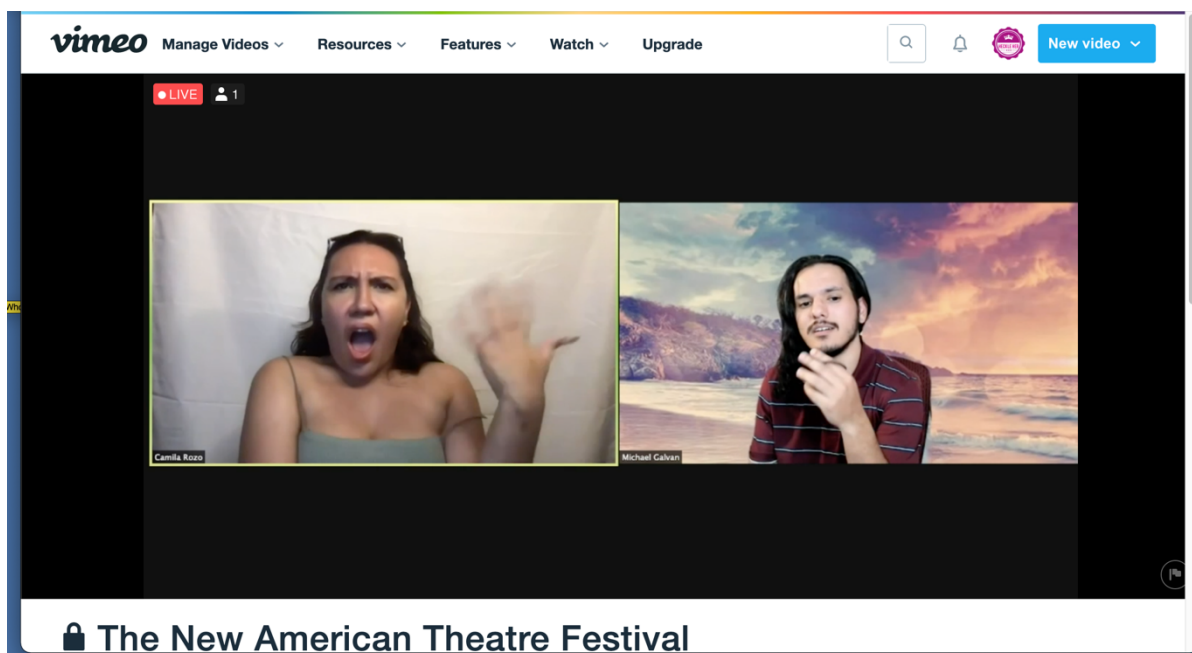 vimeo Manage Videos Resources Features Watch Upgrade New video
LIVE 1
Camila Rozo Michael Galvan
The New American Theatre Festival